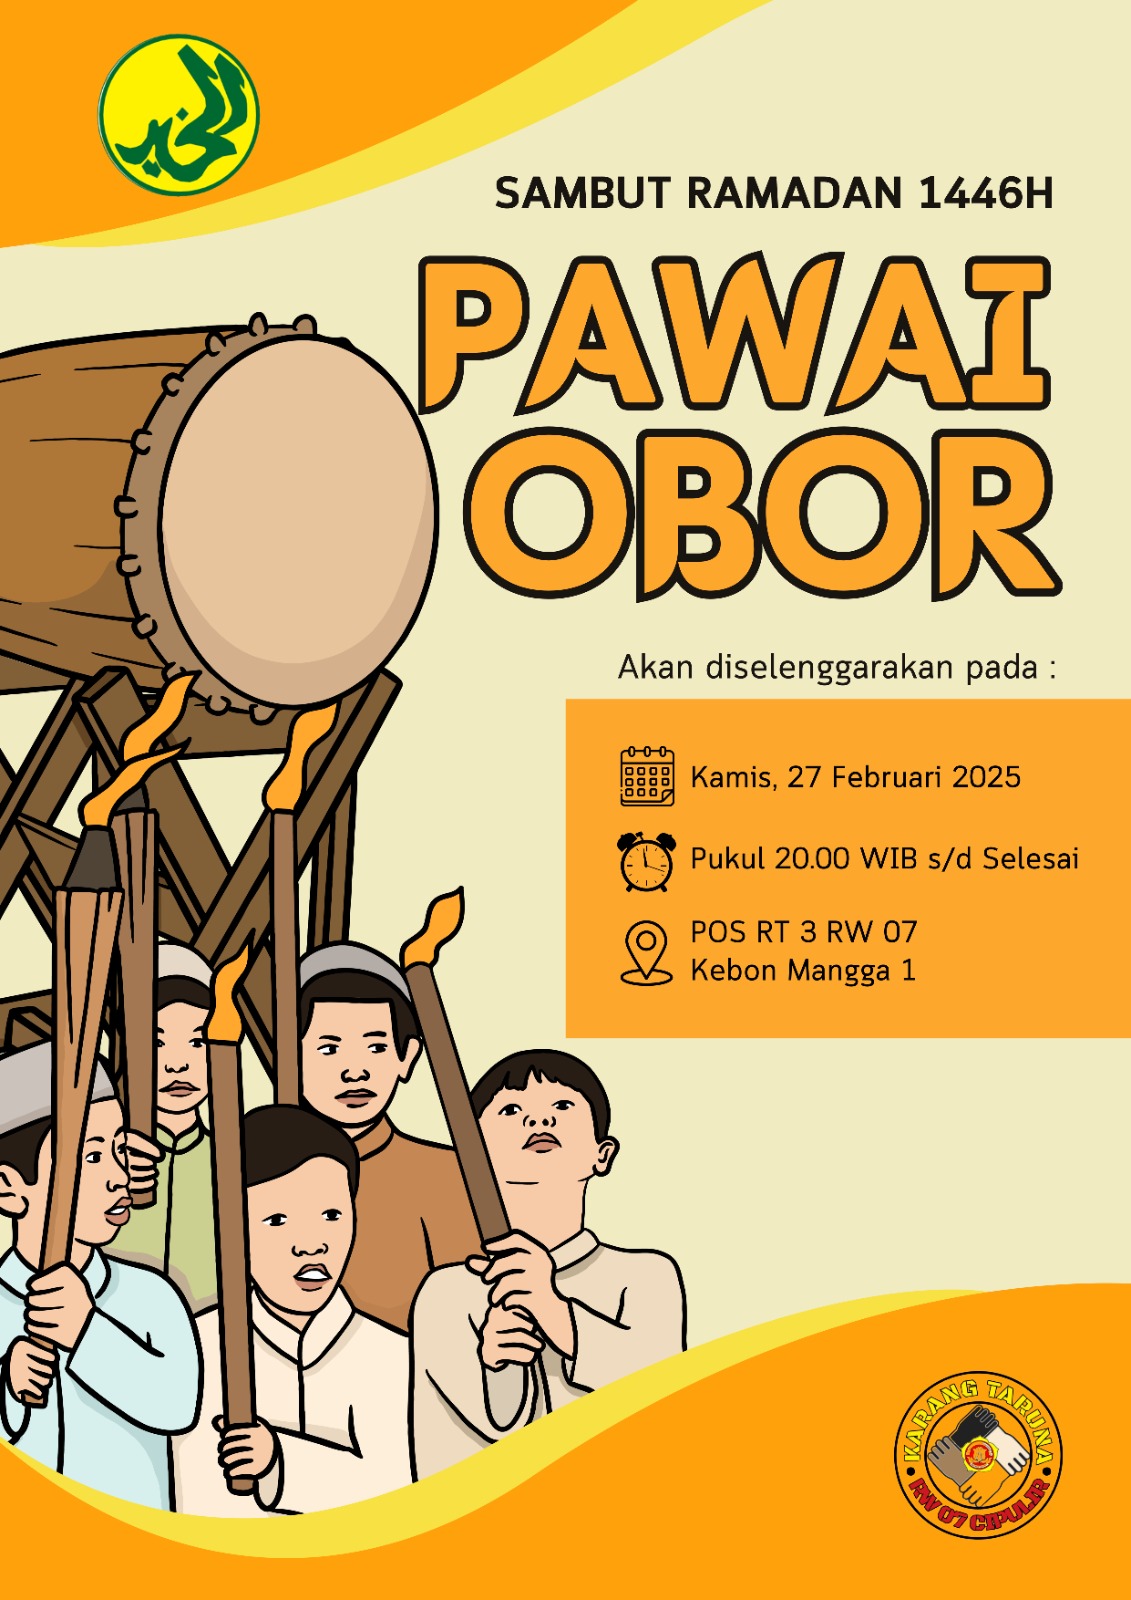 الخير
SAMBUT RAMADAN 1446H
PAWAI
OBOR
Akan diselenggarakan pada :
Kamis, 27 Februari 2025
Pukul 20.00 WIB s/d Selesai
POS RT 3 RW 07
Kebon Mangga 1
KARANG TARUNA
RW 07 CIPULIR